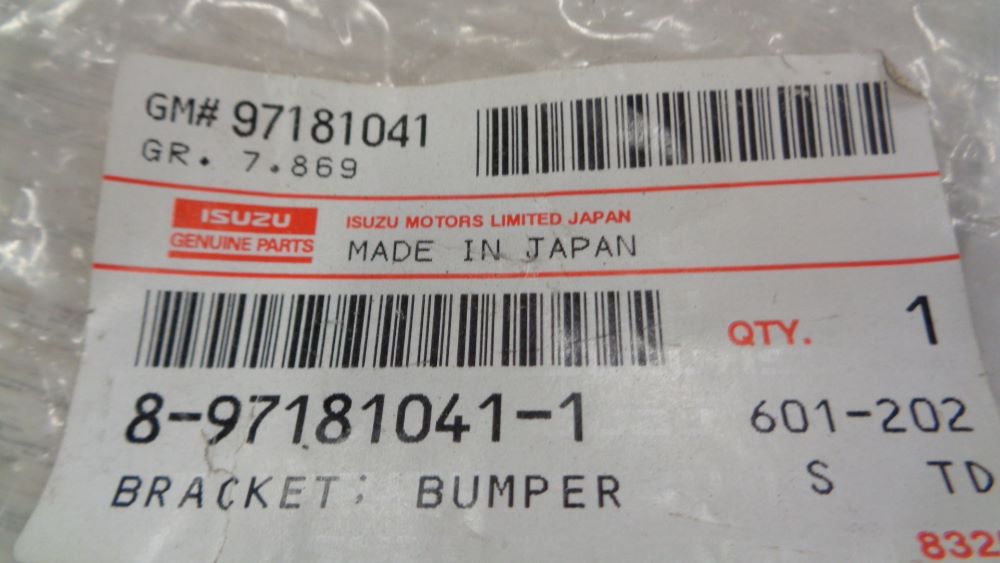 GM# 97181041
GR. 7.869
ISUZU
GENUINE PARTS
ISUZU MOTORS LIMITED JAPAN
MADE IN JAPAN
QTY. 1
8-97181041-1
601-202
BRACKET; BUMPER
S TD